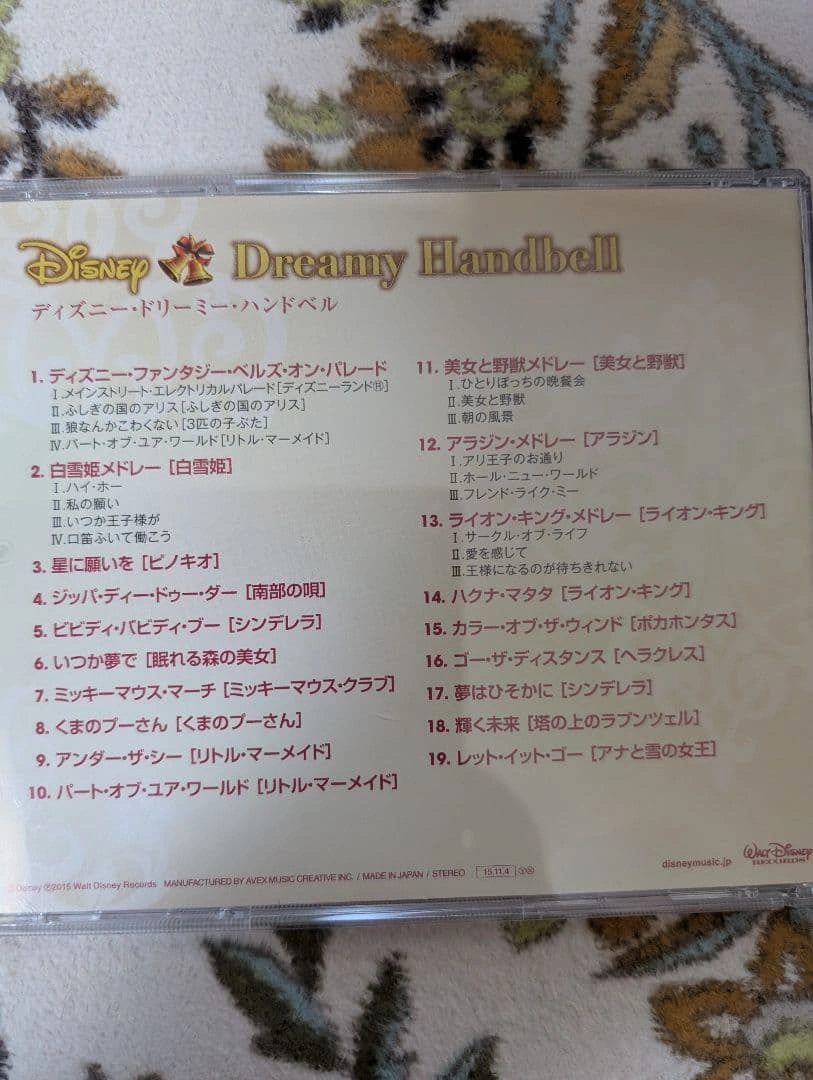 Disney Dreamy Handbell
ディズニー・ドリーミー・ハンドベル
1. ディズニー・ファンタジー・ベルズ・オン・パレード
Ⅰ.メインストリート・エレクトリカルパレード[ディズニーランド®]
Ⅱ.ふしぎの国のアリス[ふしぎの国のアリス]
Ⅲ.狼なんかこわくない[3匹の子ぶた]
Ⅳ.パート・オブ・ユア・ワールド[リトル・マーメイド]
2. 白雪姫メドレー [白雪姫]
Ⅰ.ハイ・ホー
Ⅱ.私の願い
Ⅲ.いつか王子様が
Ⅳ.口笛ふいて働こう
3. 星に願いを [ピノキオ]
4. ジッパ・ディー・ドゥー・ダー [南部の唄]
5. ビビディ・バビディ・ブー [シンデレラ]
6. いつか夢で [眠れる森の美女]
7. ミッキーマウス・マーチ [ミッキーマウス・クラブ]
8. くまのプーさん [くまのプーさん]
9. アンダー・ザ・シー [リトル・マーメイド]
10. パート・オブ・ユア・ワールド [リトル・マーメイド]
11. 美女と野獣メドレー [美女と野獣]
Ⅰ.ひとりぼっちの晩餐会
Ⅱ.美女と野獣
Ⅲ.朝の風景
12. アラジン・メドレー [アラジン]
Ⅰ.アリ王子のお通り
Ⅱ.ホール・ニュー・ワールド
Ⅲ.フレンド・ライク・ミー
13. ライオン・キング・メドレー [ライオン・キング]
Ⅰ.サークル・オブ・ライフ
Ⅱ.愛を感じて
Ⅲ.王様になるのが待ちきれない
14. ハクナ・マタタ [ライオン・キング]
15. カラー・オブ・ザ・ウィンド [ポカホンタス]
16. ゴー・ザ・ディスタンス [ヘラクレス]
17. 夢はひそかに [シンデレラ]
18. 輝く未来 [塔の上のラプンツェル]
19. レット・イット・ゴー [アナと雪の女王]
disneymusic.jp
WALT DISNEY RECORDS
Disney ℗2015 Walt Disney Records MANUFACTURED BY AVEX MUSIC CREATIVE INC. / MADE IN JAPAN / STEREO 15.11.4